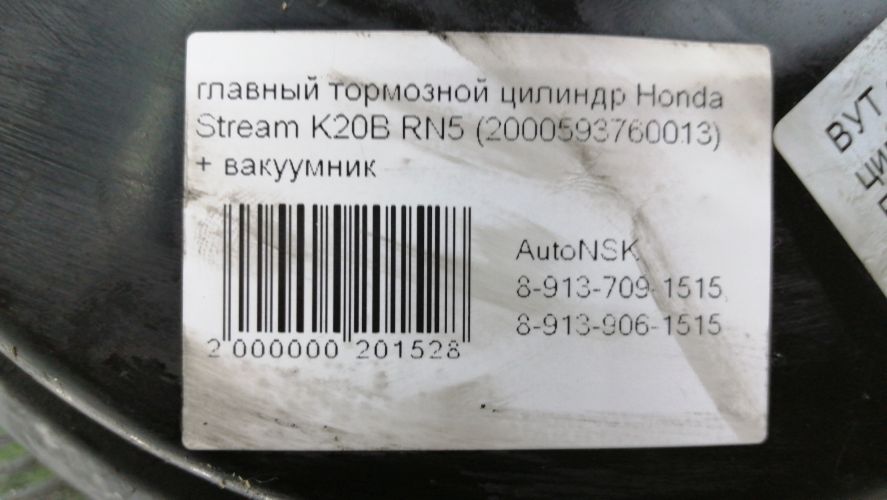 главный тормозной цилиндр Honda
Stream K20B RN5 (2000593760013)
+ вакуумник
AutoNSK
8-913-709-1515
8-913-906-1515
2 000000 201528
ВУТ